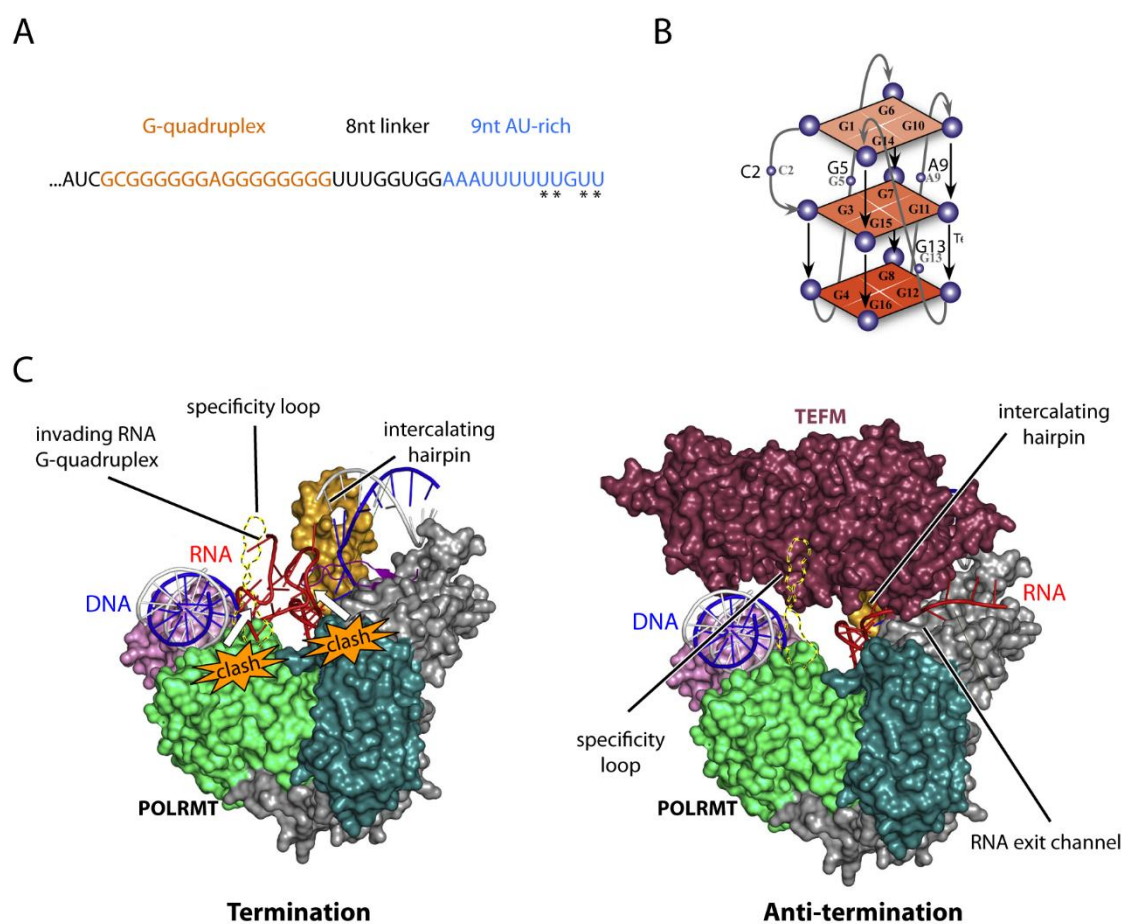 A
B
G-quadruplex
8nt linker
9nt AU-rich
...AUCGCGGGGGGAGGGGGGGGUUUGGUGGAAAUUUUUUGUU
** **
G6
G1
G10
G14
C2
C2
G5
G5
A9
A9
G7
G3
G11
G15
G13
G13
Te
G8
G4
G12
G16
C
specificity loop
invading RNA
G-quadruplex
intercalating
hairpin
RNA
DNA
clash
clash
POLRMT
Termination
TEFM
intercalating
hairpin
RNA
DNA
specificity
loop
POLRMT
RNA exit channel
Anti-termination